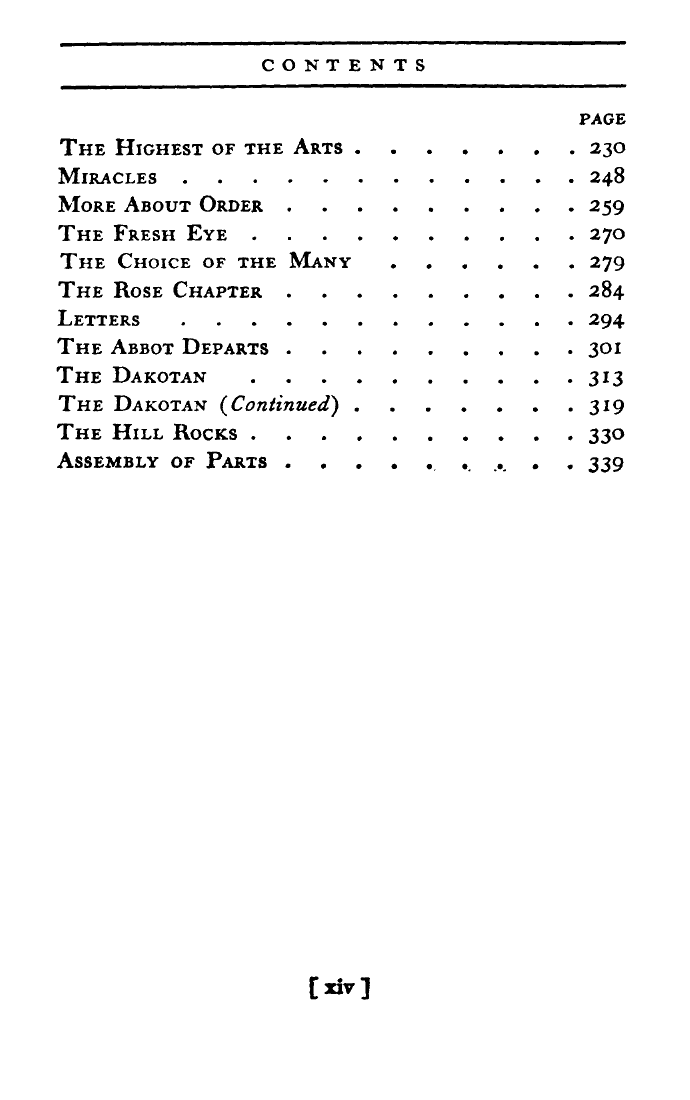 CONTENTS
PAGE
The Highest of the Arts . . . . . . . 230
Miracles . . . . . . . . . . . . 248
More About Order . . . . . . . . . 259
The Fresh Eye . . . . . . . . . . 270
The Choice of the Many . . . . . . 279
The Rose Chapter . . . . . . . . . 284
Letters . . . . . . . . . . . . 294
The Abbot Departs . . . . . . . . . 301
The Dakotan . . . . . . . . . . 313
The Dakotan (Continued) . . . . . . . 319
The Hill Rocks . . . . . . . . . . 330
Assembly of Parts . . . . . . . . . 339
[ xiv ]